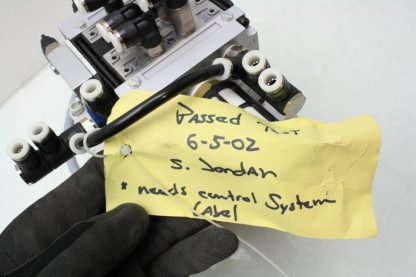 Passed
6-5-02
S. Jordan
* needs control System
label